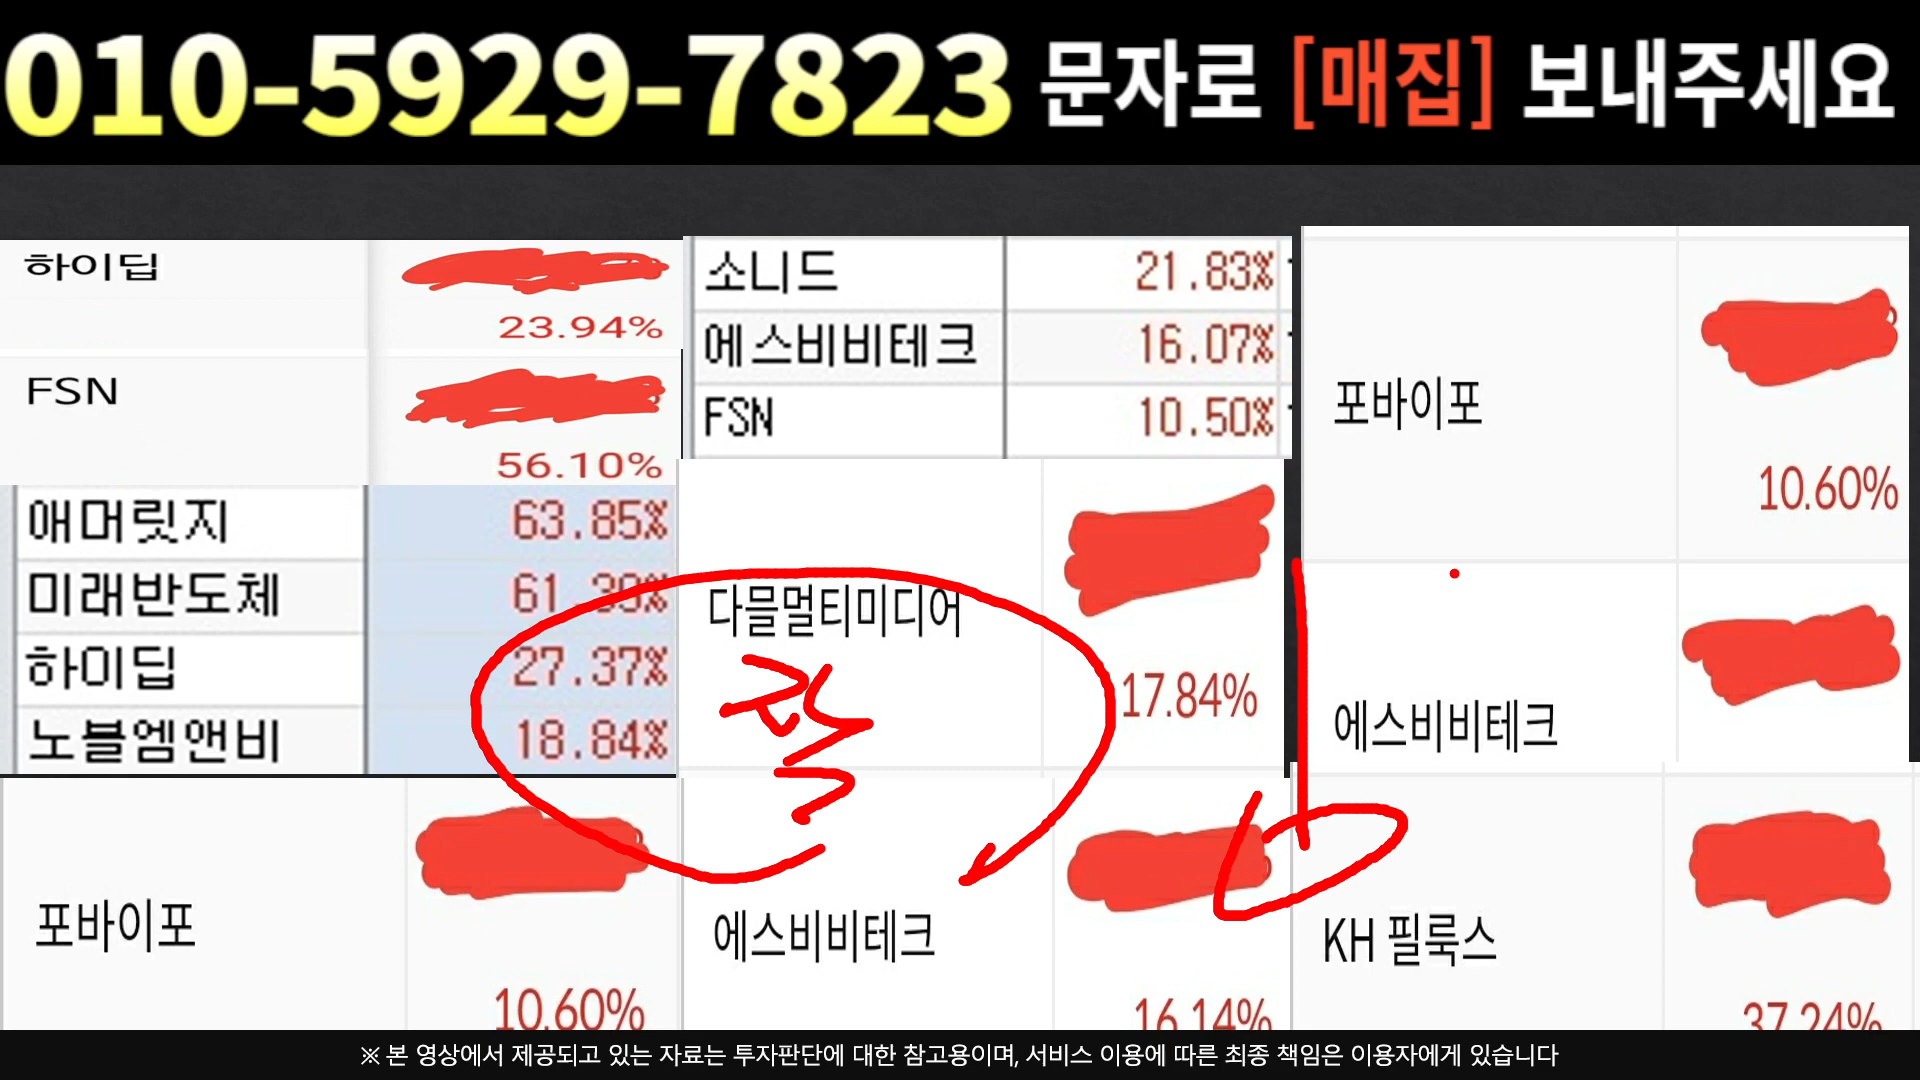 010-5929-7823 문자로 [매집] 보내주세요
하이딥
23.94%
FSN
56.10%
애머릿지 63.85%
미래반도체 61.39%
하이딥 27.37%
노블엠앤비 18.84%
소니드 21.83%
에스비비테크 16.07%
FSN 10.50%
다믈멀티미디어
17.84%
포바이포
10.60%
에스비비테크
포바이포
10.60%
에스비비테크
16.14%
KH 필룩스
37.24%
※ 본 영상에서 제공되고 있는 자료는 투자판단에 대한 참고용이며, 서비스 이용에 따른 최종 책임은 이용자에게 있습니다